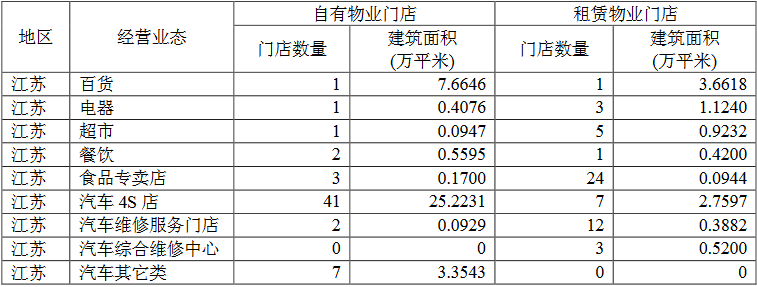 地区 经营业态 自有物业门店 租赁物业门店
门店数量 建筑面积(万平米) 门店数量 建筑面积(万平米)
江苏 百货 1 7.6646 1 3.6618
江苏 电器 1 0.4076 3 1.1240
江苏 超市 1 0.0947 5 0.9232
江苏 餐饮 2 0.5595 1 0.4200
江苏 食品专卖店 3 0.1700 24 0.0944
江苏 汽车 4S 店 41 25.2231 7 2.7597
江苏 汽车维修服务门店 2 0.0929 12 0.3882
江苏 汽车综合维修中心 0 0 3 0.5200
江苏 汽车其它类 7 3.3543 0 0